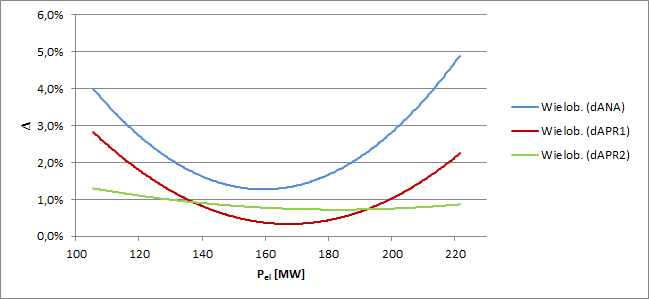 6,0%
5,0%
4,0%
3,0%
2,0%
1,0%
0,0%
Δ
100 120 140 160 180 200 220
Pel [MW]
Wielob. (dANA)
Wielob. (dAPR1)
Wielob. (dAPR2)